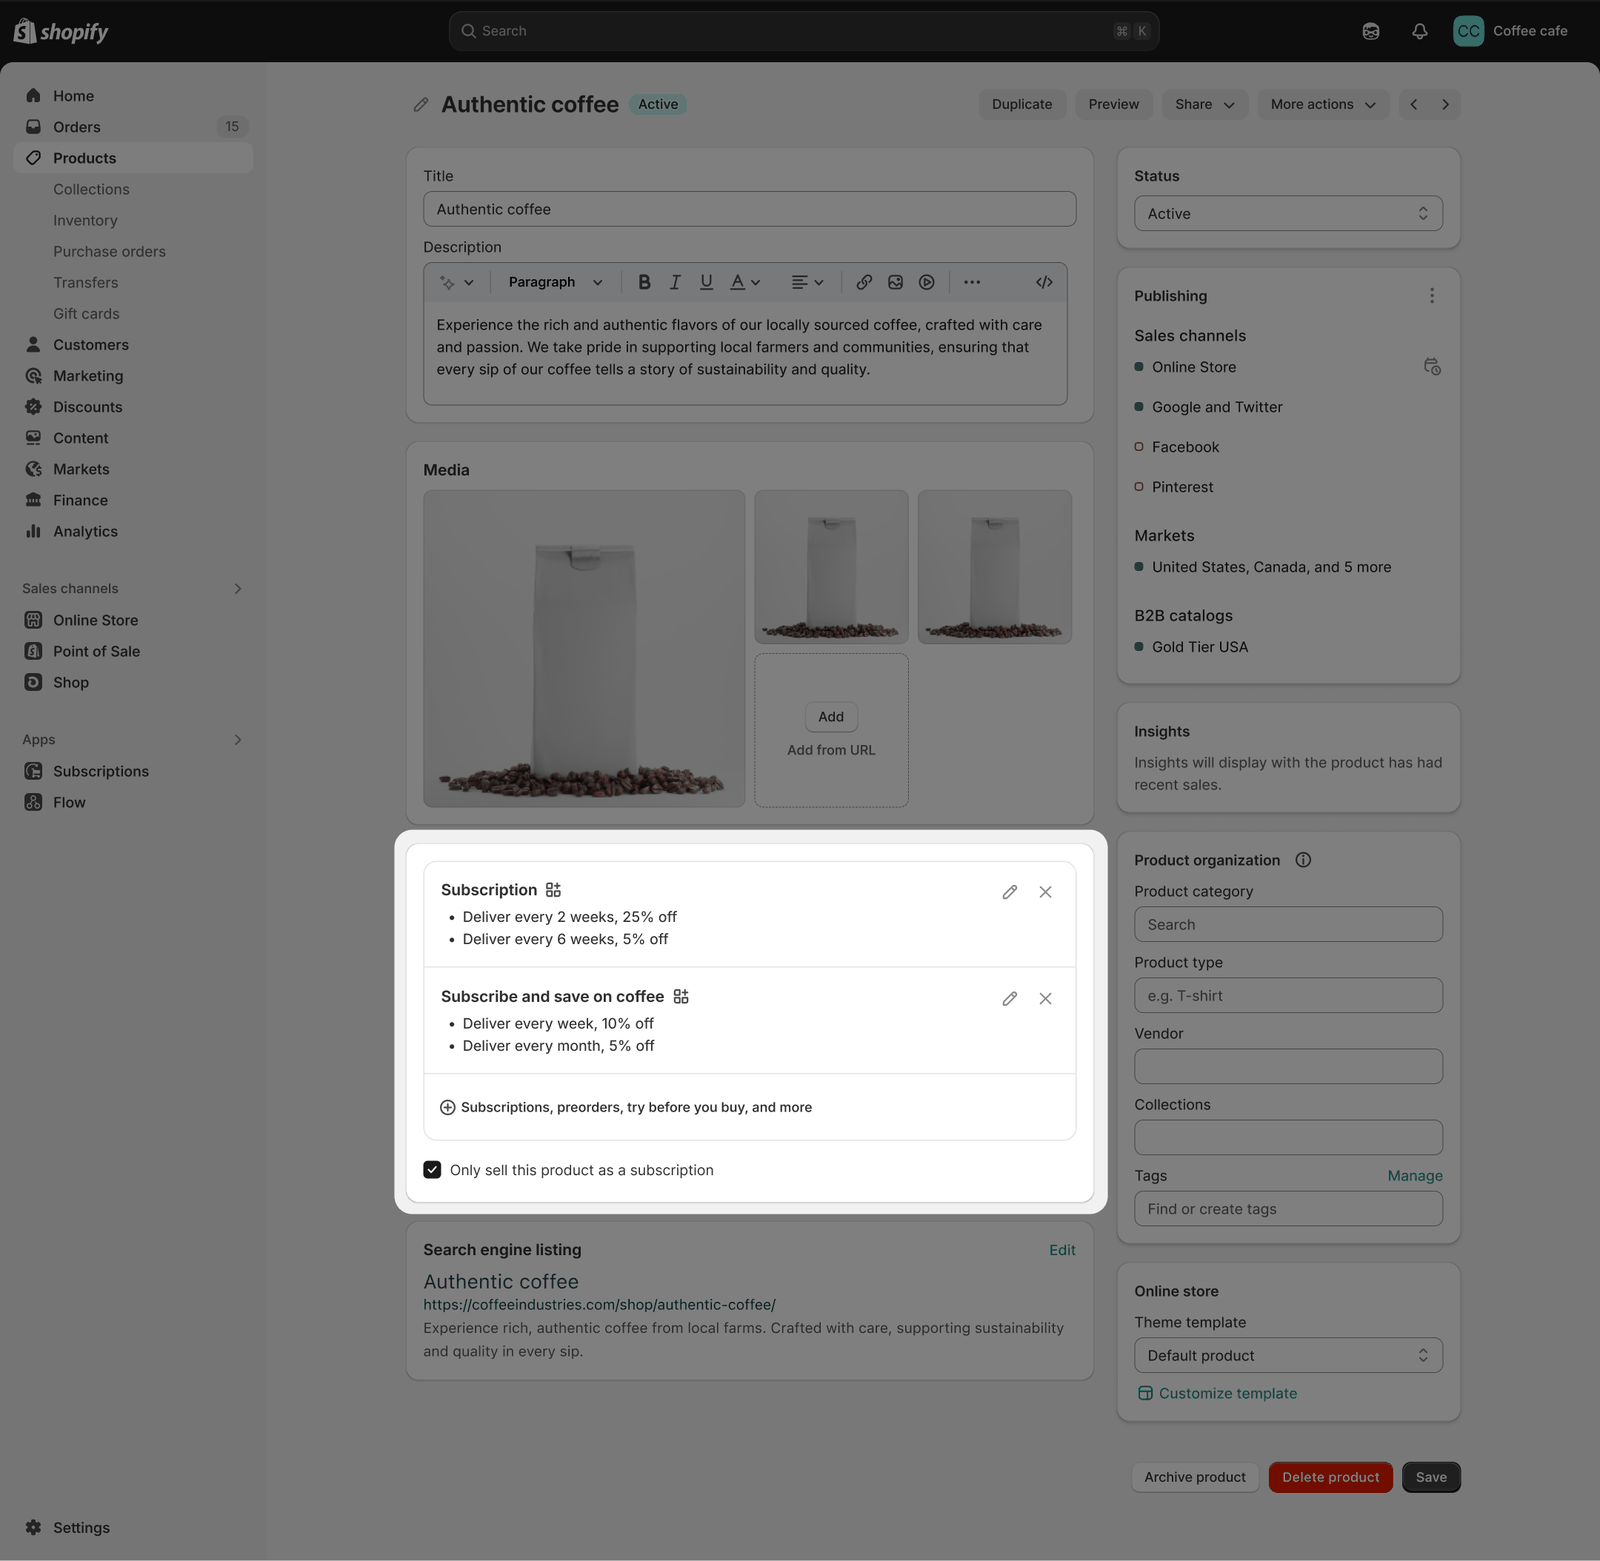 shopify
Search
⌘ K
CC
Coffee cafe
Home
Orders 15
Products
Collections
Inventory
Purchase orders
Transfers
Gift cards
Customers
Marketing
Discounts
Content
Markets
Finance
Analytics
Sales channels
Online Store
Point of Sale
Shop
Apps
Subscriptions
Flow
Settings
Authentic coffee Active
Duplicate Preview Share More actions
Title
Authentic coffee
Description
Paragraph B I U A
Experience the rich and authentic flavors of our locally sourced coffee, crafted with care
and passion. We take pride in supporting local farmers and communities, ensuring that
every sip of our coffee tells a story of sustainability and quality.
Media
Add
Add from URL
Subscription
• Deliver every 2 weeks, 25% off
• Deliver every 6 weeks, 5% off
Subscribe and save on coffee
• Deliver every week, 10% off
• Deliver every month, 5% off
Subscriptions, preorders, try before you buy, and more
Only sell this product as a subscription
Search engine listing Edit
Authentic coffee
https://coffeeindustries.com/shop/authentic-coffee/
Experience rich, authentic coffee from local farms. Crafted with care, supporting sustainability
and quality in every sip.
Status
Active
Publishing
Sales channels
Online Store
Google and Twitter
Facebook
Pinterest
Markets
United States, Canada, and 5 more
B2B catalogs
Gold Tier USA
Insights
Insights will display with the product has had
recent sales.
Product organization
Product category
Search
Product type
e.g. T-shirt
Vendor
Collections
Tags Manage
Find or create tags
Online store
Theme template
Default product
Customize template
Archive product Delete product Save